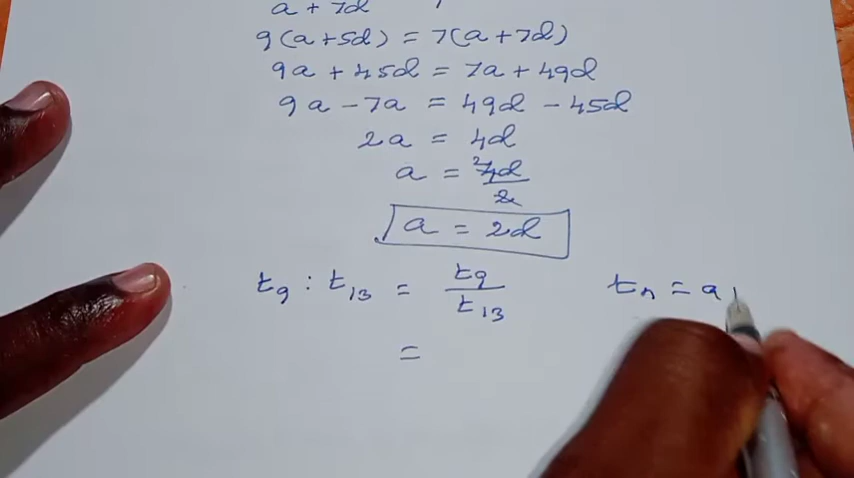 a + 7d
9(a+5d) = 7(a+7d)
9a + 45d = 7a + 49d
9a - 7a = 49d - 45d
2a = 4d
a = 4d/2
a = 2d
t9 : t13 = t9/t13
tn = a
=